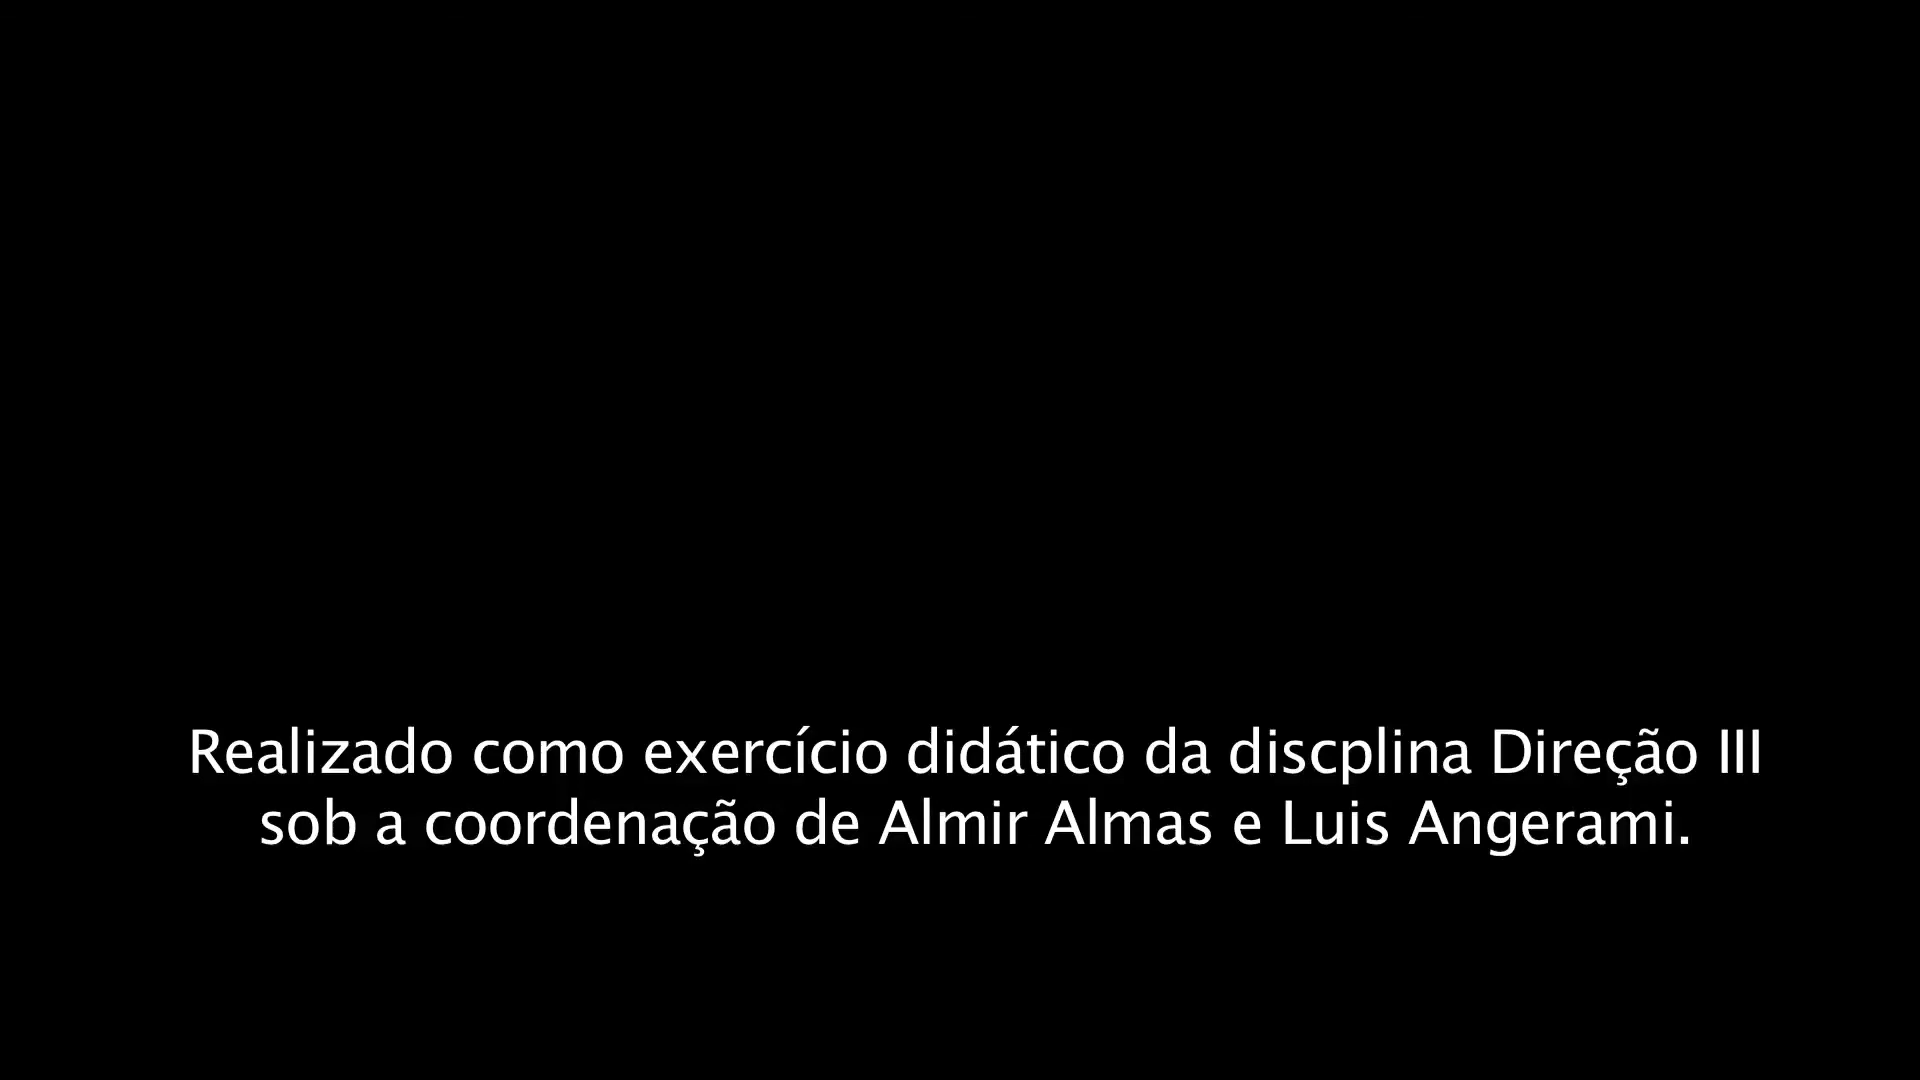 Realizado como exercício didático da discplina Direção III
sob a coordenação de Almir Almas e Luis Angerami.